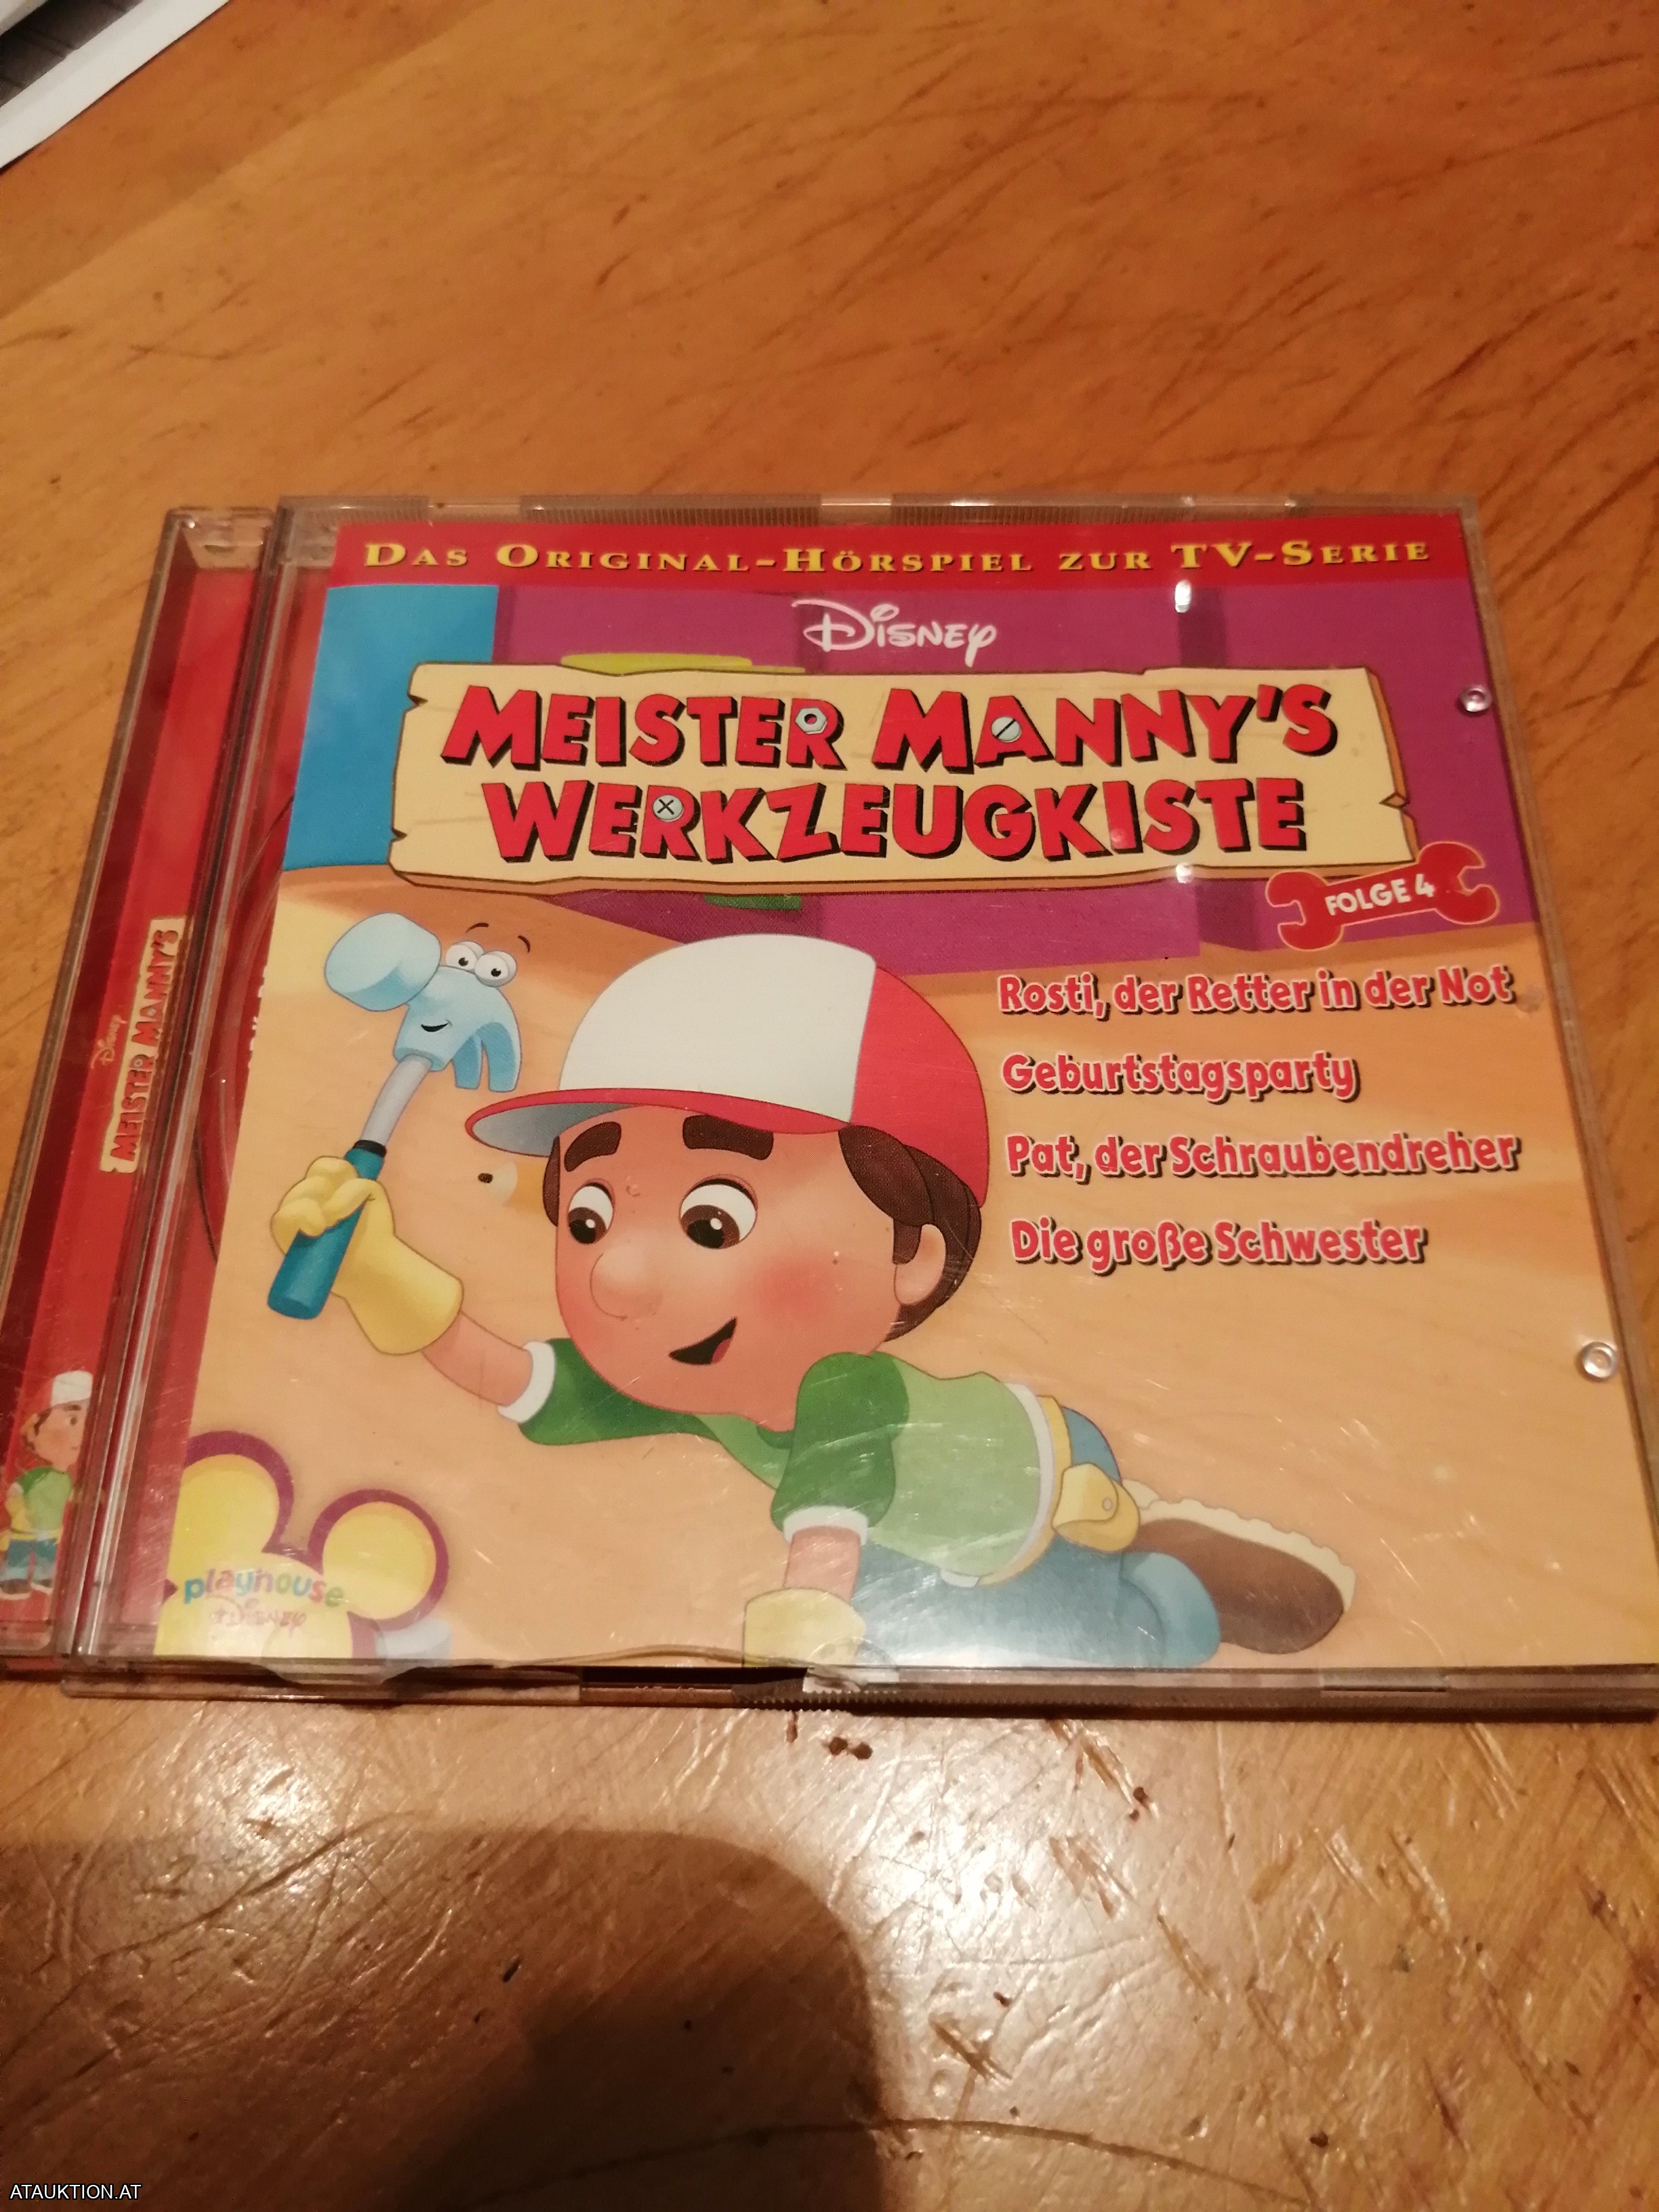 DAS ORIGINAL-HÖRSPIEL ZUR TV-SERIE
DISNEY
MEISTER MANNY'S
WERKZEUGKISTE
FOLGE 4
Rosti, der Retter in der Not
Geburtstagsparty
Pat, der Schraubendreher
Die große Schwester
playhouse
DISNEY
Disney
MEISTER MANNY'S
ATAUKTION.AT